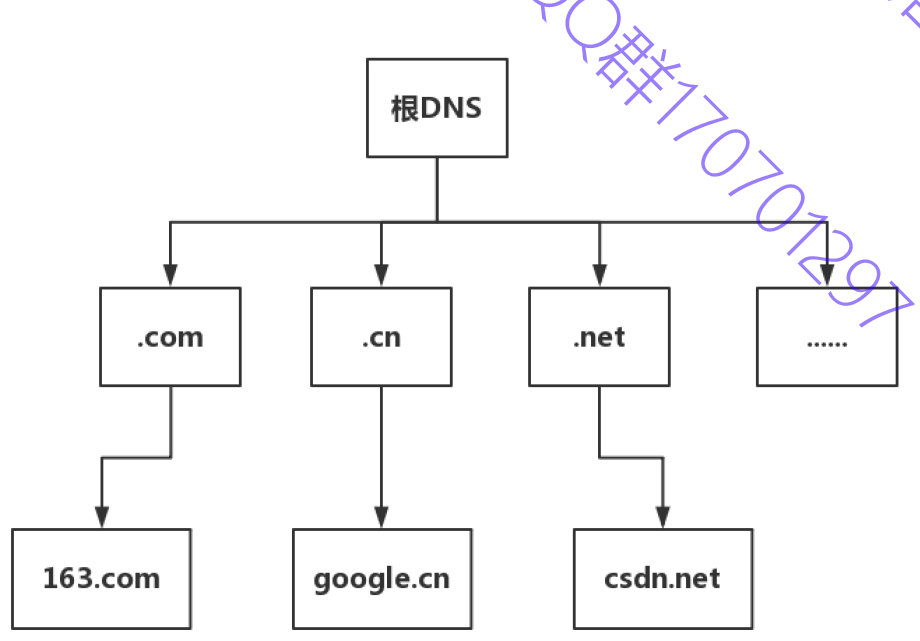 QQ群170701297
根DNS
.com
.cn
.net
......
163.com
google.cn
csdn.net